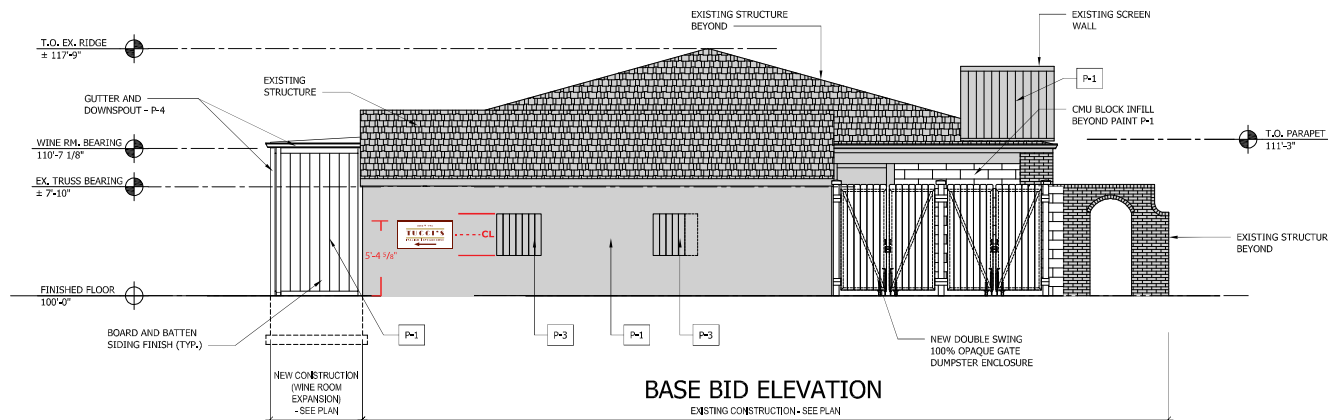 EXISTING STRUCTURE
BEYOND
EXISTING SCREEN
WALL
T.O. EX. RIDGE
± 117'-9"
EXISTING
STRUCTURE
P-1
GUTTER AND
DOWNSPOUT - P-4
CMU BLOCK INFILL
BEYOND PAINT P-1
WINE RM. BEARING
110'-7 1/8"
T.O. PARAPET
111'-3"
EX. TRUSS BEARING
± 7'-10"
TUCCI'S
CL
5'-4 5/8"
EXISTING STRUCTURE
BEYOND
FINISHED FLOOR
100'-0"
BOARD AND BATTEN
SIDING FINISH (TYP.)
P-1
P-3
P-1
P-3
NEW DOUBLE SWING
100% OPAQUE GATE
DUMPSTER ENCLOSURE
NEW CONSTRUCTION
(WINE ROOM
EXPANSION)
- SEE PLAN
BASE BID ELEVATION
EXISTING CONSTRUCTION - SEE PLAN